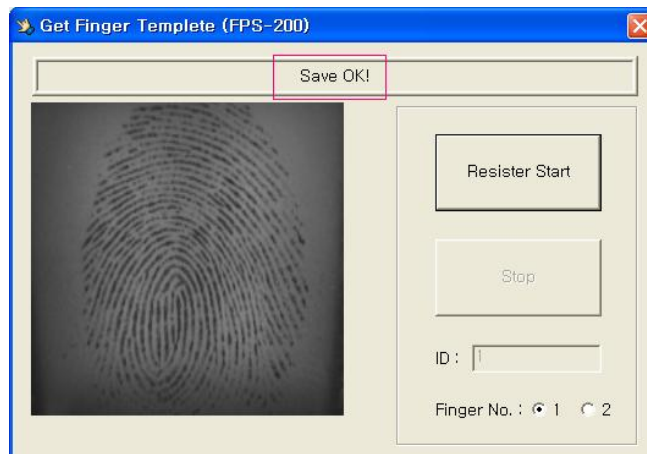 Get Finger Templete (FPS-200)
Save OK!
Resister Start
Stop
ID : 1
Finger No. : 1 2